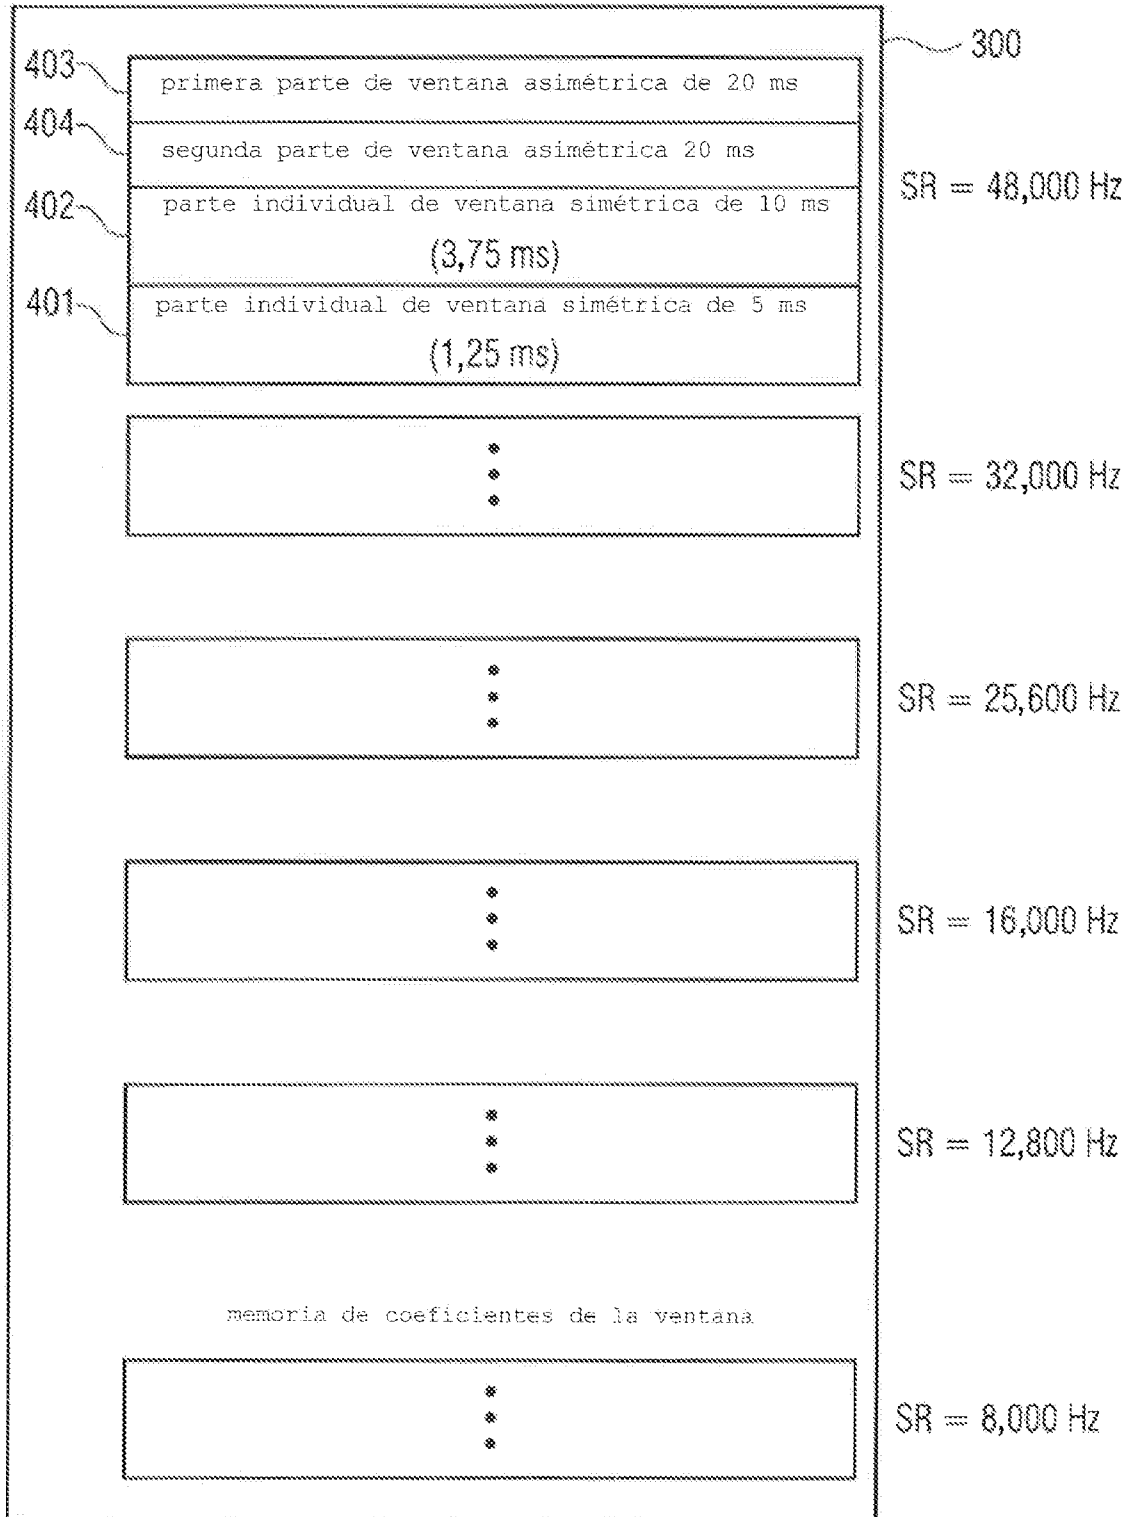 300
403
primera parte de ventana asimétrica de 20 ms
404
segunda parte de ventana asimétrica 20 ms
SR = 48,000 Hz
402
parte individual de ventana simétrica de 10 ms
(3,75 ms)
401
parte individual de ventana simétrica de 5 ms
(1,25 ms)
SR = 32,000 Hz
SR = 25,600 Hz
SR = 16,000 Hz
SR = 12,800 Hz
memoria de coeficientes de la ventana
SR = 8,000 Hz